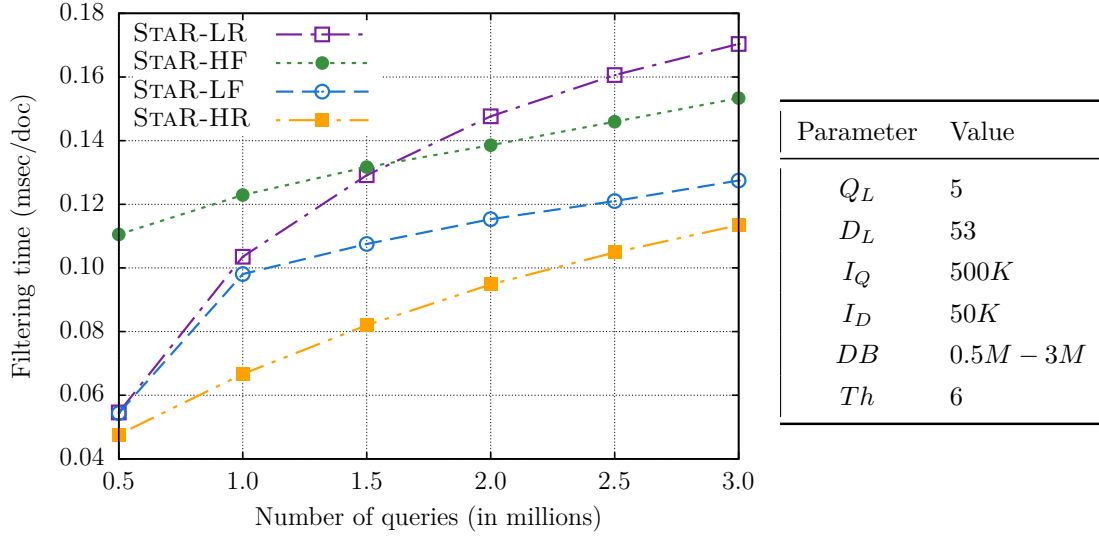 0.18
0.16
0.14
0.12
0.10
0.08
0.06
0.04
Filtering time (msec/doc)
STAR-LR
STAR-HF
STAR-LF
STAR-HR
0.5 1.0 1.5 2.0 2.5 3.0
Number of queries (in millions)
Parameter Value
Q_L 5
D_L 53
I_Q 500K
I_D 50K
DB 0.5M − 3M
Th 6